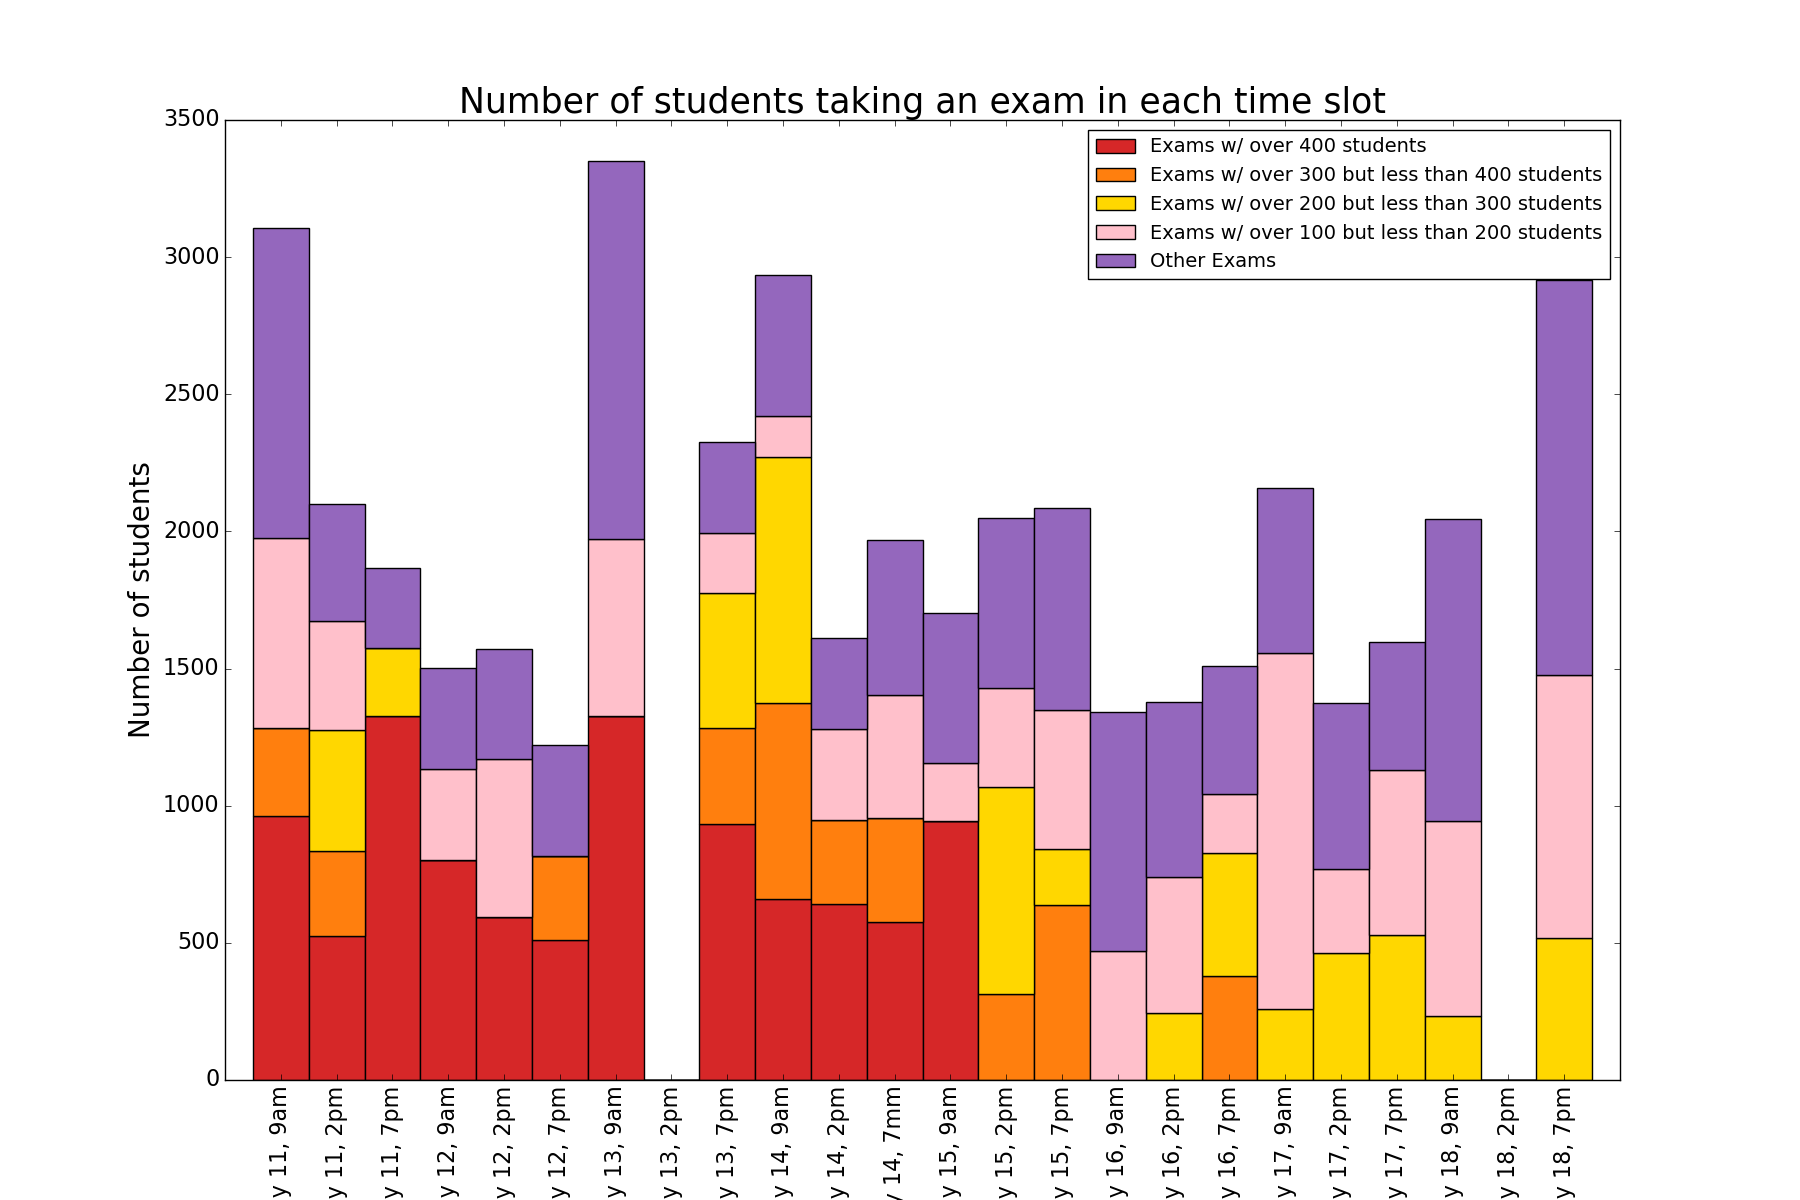 Number of students taking an exam in each time slot
Exams w/ over 400 students
Exams w/ over 300 but less than 400 students
Exams w/ over 200 but less than 300 students
Exams w/ over 100 but less than 200 students
Other Exams
Number of students
3500
3000
2500
2000
1500
1000
500
0
y 11, 9am
y 11, 2pm
y 11, 7pm
y 12, 9am
y 12, 2pm
y 12, 7pm
y 13, 9am
y 13, 2pm
y 13, 7pm
y 14, 9am
y 14, 2pm
y 14, 7mm
y 15, 9am
y 15, 2pm
y 15, 7pm
y 16, 9am
y 16, 2pm
y 16, 7pm
y 17, 9am
y 17, 2pm
y 17, 7pm
y 18, 9am
y 18, 2pm
y 18, 7pm